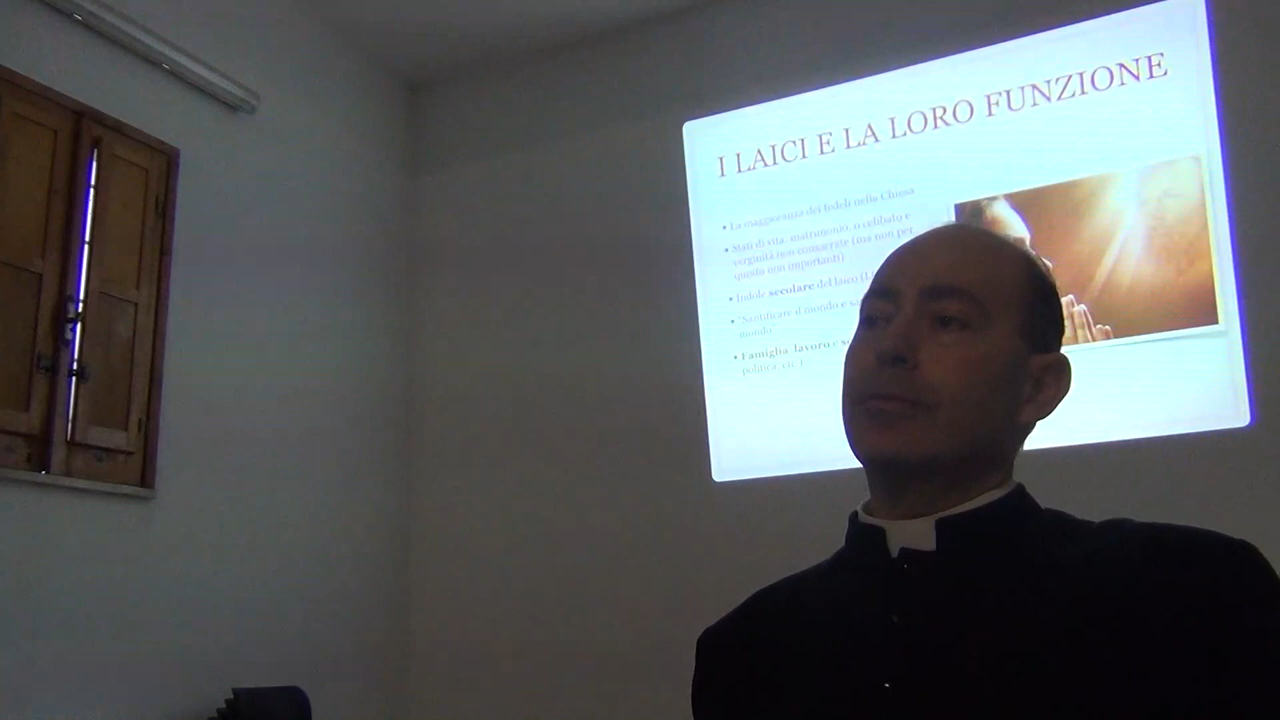 I LAICI E LA LORO FUNZIONE
La maggioranza dei fedeli nella Chiesa
Stati di vita: matrimonio, o celibato e
verginità non consacrate (ma non per
questo non importanti)
Indole secolare del laico
"Santificare il mondo e
mondo"
Famiglia, lavoro e
politica, etc.)